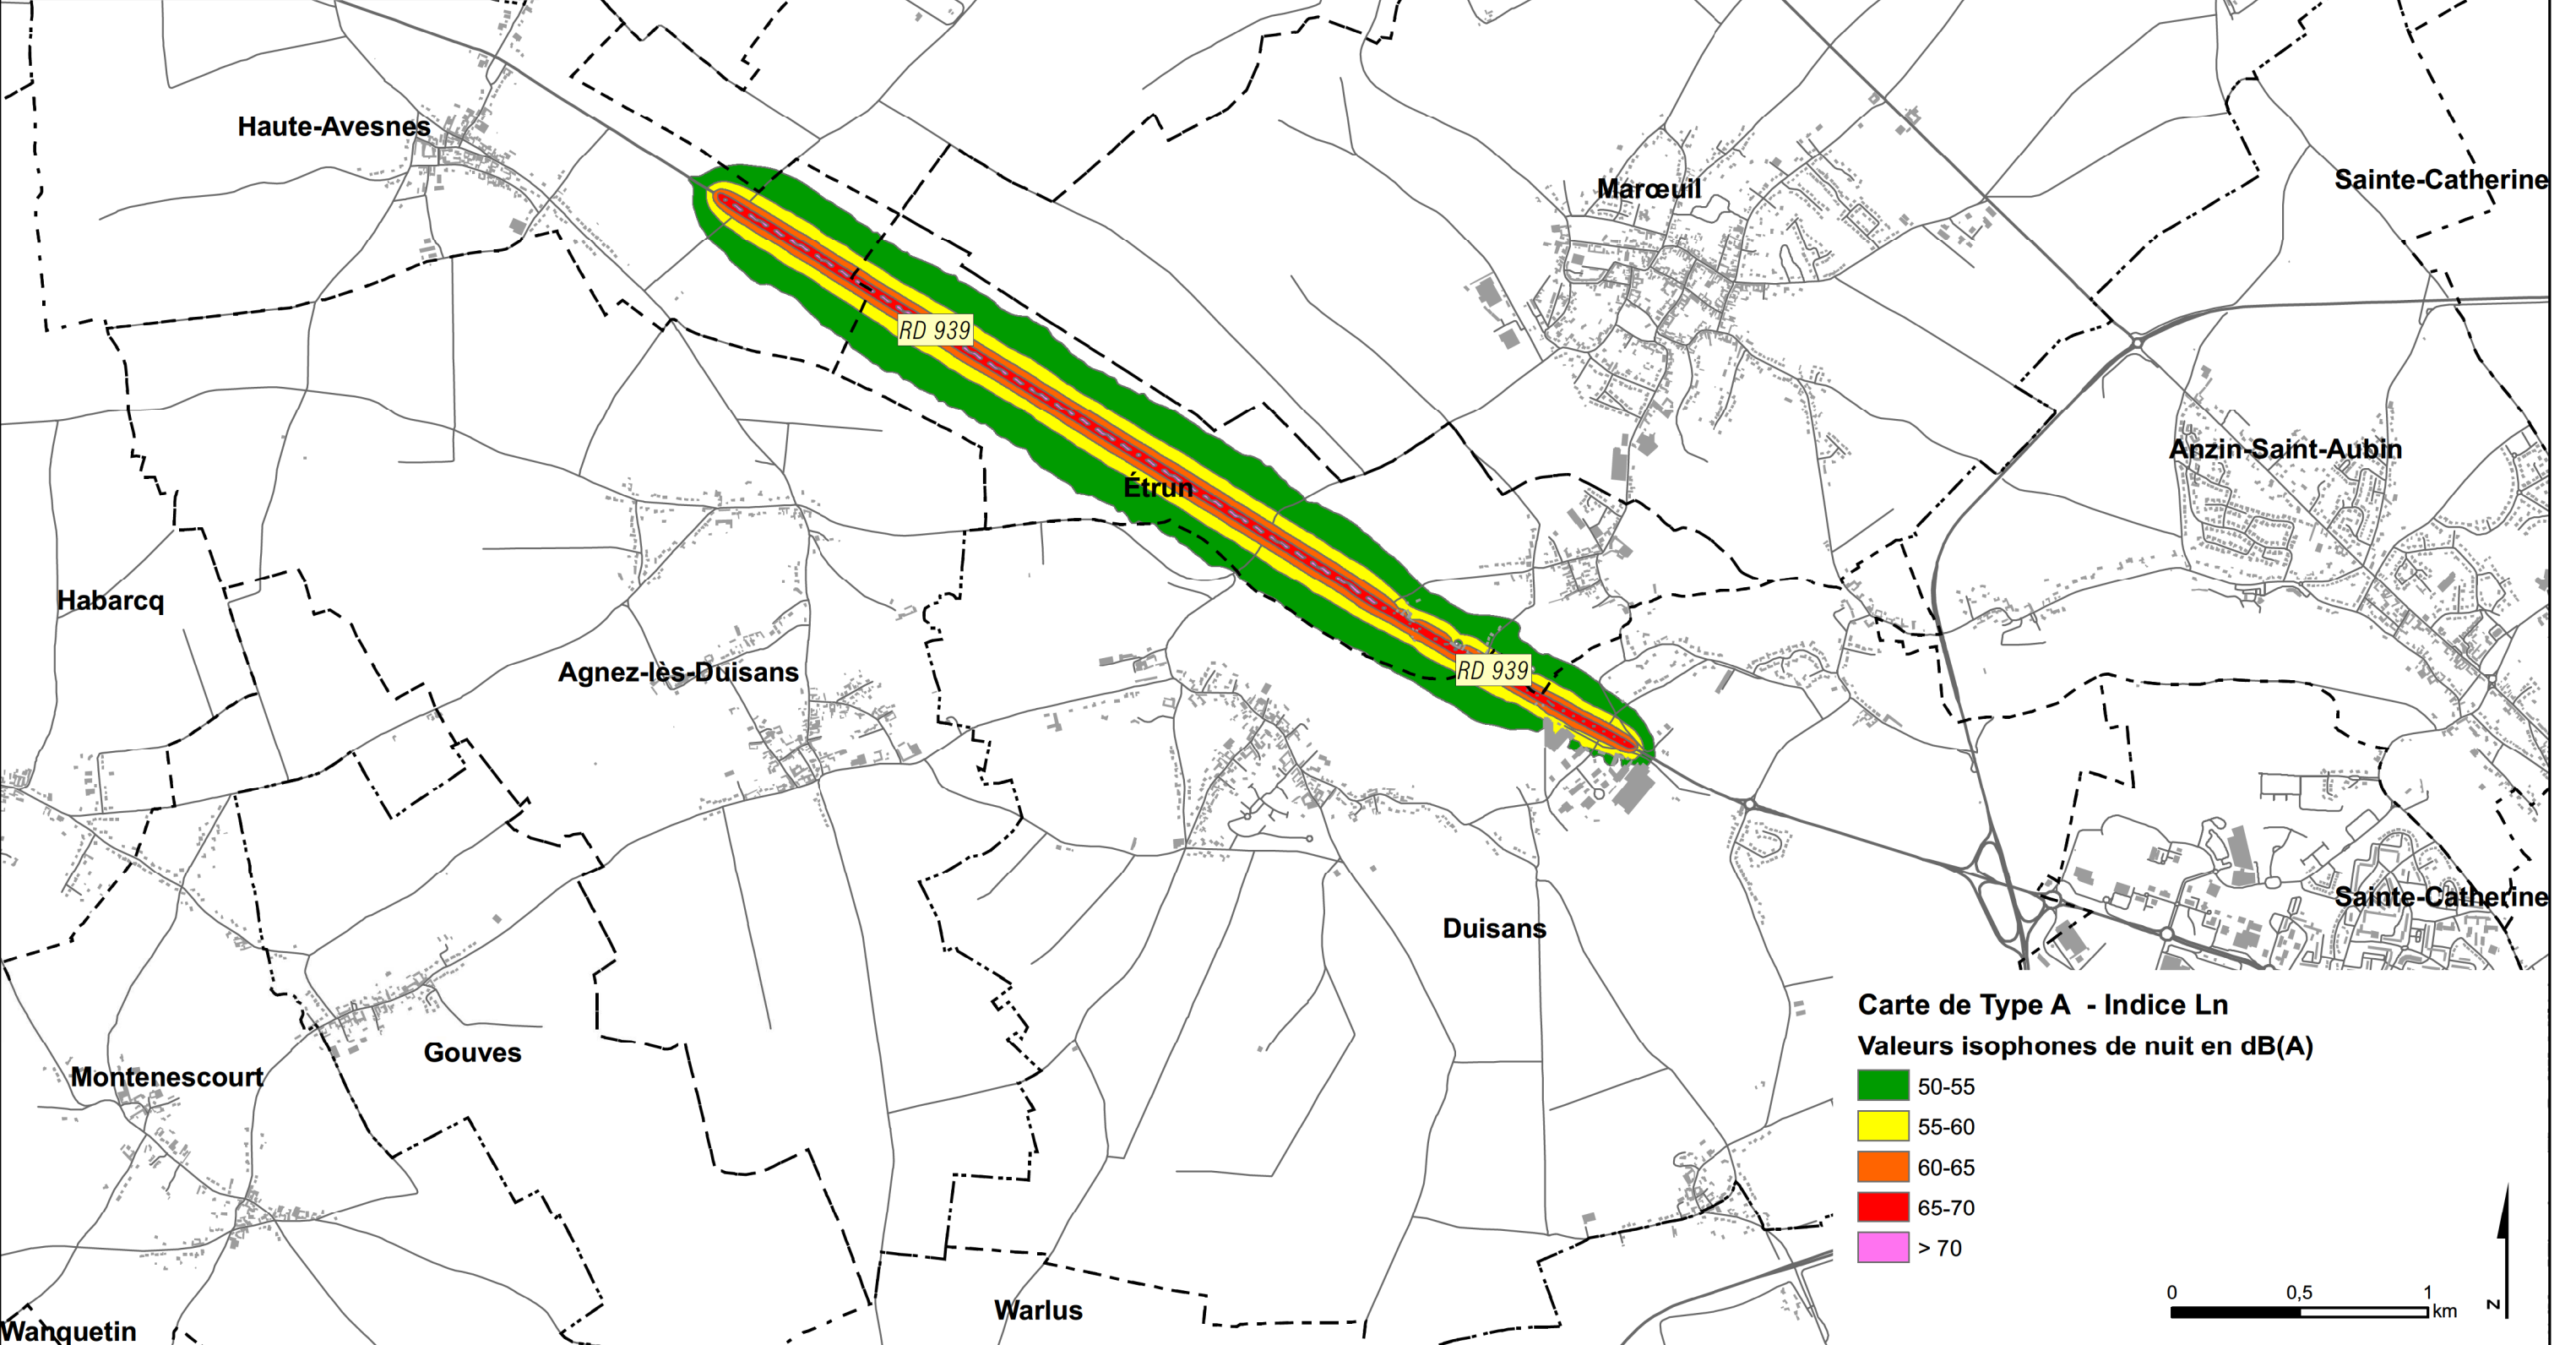 Haute-Avesnes
Marœuil
Sainte-Catherine
RD 939
Anzin-Saint-Aubin
Étrun
Habarcq
Agnez-lès-Duisans
RD 939
Sainte-Catherine
Duisans
Gouves
Montenescourt
Warlus
Wanquetin
Carte de Type A - Indice Ln
Valeurs isophones de nuit en dB(A)
50-55
55-60
60-65
65-70
> 70
0 0,5 1
km
N